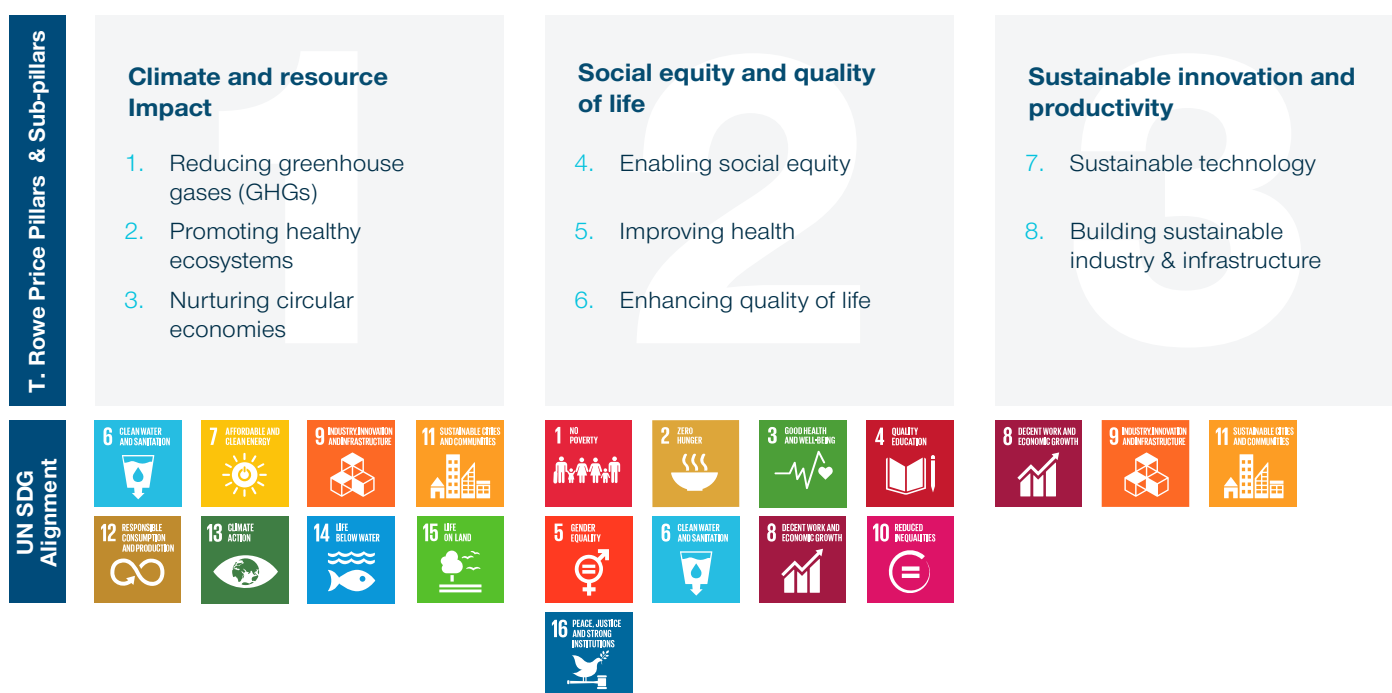 T. Rowe Price Pillars & Sub-pillars
1
Climate and resource
Impact
1. Reducing greenhouse
gases (GHGs)
2. Promoting healthy
ecosystems
3. Nurturing circular
economies
2
Social equity and quality
of life
4. Enabling social equity
5. Improving health
6. Enhancing quality of life
3
Sustainable innovation and
productivity
7. Sustainable technology
8. Building sustainable
industry & infrastructure
UN SDG
Alignment
6 CLEAN WATER
AND SANITATION
7 AFFORDABLE AND
CLEAN ENERGY
9 INDUSTRY, INNOVATION
AND INFRASTRUCTURE
11 SUSTAINABLE CITIES
AND COMMUNITIES
12 RESPONSIBLE
CONSUMPTION
AND PRODUCTION
13 CLIMATE
ACTION
14 LIFE
BELOW WATER
15 LIFE
ON LAND
1 NO
POVERTY
2 ZERO
HUNGER
3 GOOD HEALTH
AND WELL-BEING
4 QUALITY
EDUCATION
5 GENDER
EQUALITY
6 CLEAN WATER
AND SANITATION
8 DECENT WORK AND
ECONOMIC GROWTH
10 REDUCED
INEQUALITIES
16 PEACE, JUSTICE
AND STRONG
INSTITUTIONS
8 DECENT WORK AND
ECONOMIC GROWTH
9 INDUSTRY, INNOVATION
AND INFRASTRUCTURE
11 SUSTAINABLE CITIES
AND COMMUNITIES